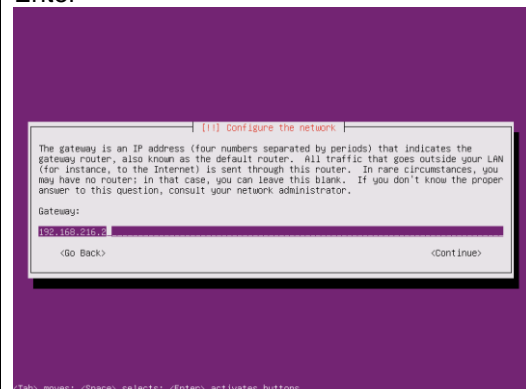 Enter
[!!] Configure the network
The gateway is an IP address (four numbers separated by periods) that indicates the
gateway router, also known as the default router.  All traffic that goes outside your LAN
(for instance, to the Internet) is sent through this router.  In rare circumstances, you
may have no router; in that case, you can leave this blank.  If you don't know the proper
answer to this question, consult your network administrator.
Gateway:
192.168.216.2
<Go Back> <Continue>
<Tab> moves; <Space> selects; <Enter> activates buttons